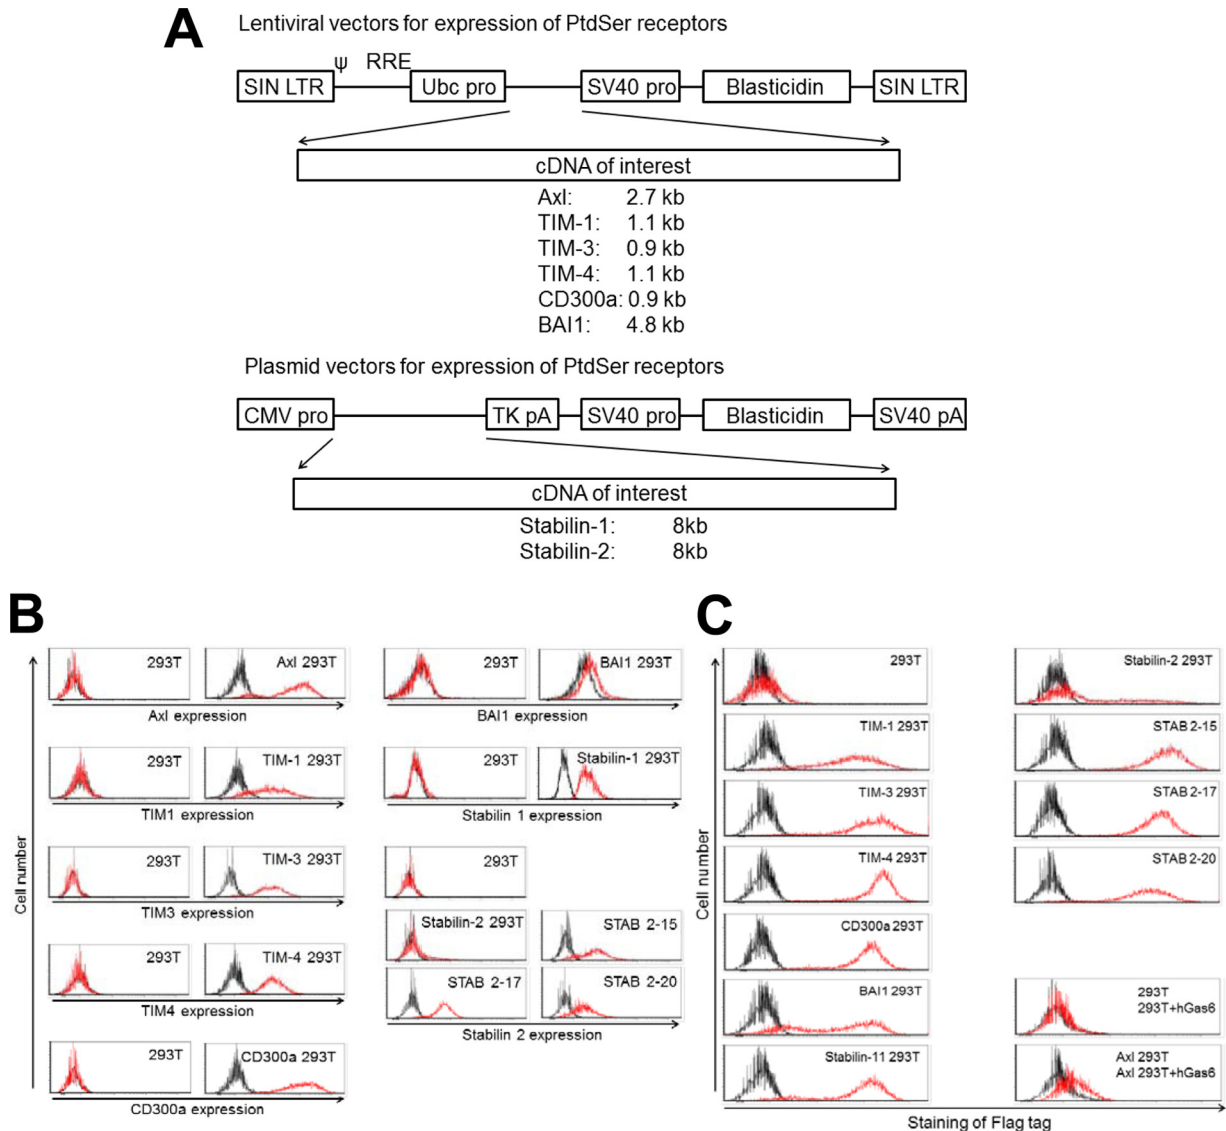 A
Lentiviral vectors for expression of PtdSer receptors
ψ RRE
SIN LTR Ubc pro SV40 pro Blasticidin SIN LTR
cDNA of interest
Axl: 2.7 kb
TIM-1: 1.1 kb
TIM-3: 0.9 kb
TIM-4: 1.1 kb
CD300a: 0.9 kb
BAI1: 4.8 kb
Plasmid vectors for expression of PtdSer receptors
CMV pro TK pA SV40 pro Blasticidin SV40 pA
cDNA of interest
Stabilin-1: 8kb
Stabilin-2: 8kb
B
Cell number
293T Axl 293T
Axl expression
293T TIM-1 293T
TIM1 expression
293T TIM-3 293T
TIM3 expression
293T TIM-4 293T
TIM4 expression
293T CD300a 293T
CD300a expression
293T BAI1 293T
BAI1 expression
293T Stabilin-1 293T
Stabilin 1 expression
293T
Stabilin-2 293T STAB 2-15
STAB 2-17 STAB 2-20
Stabilin 2 expression
C
Cell number
293T
TIM-1 293T
TIM-3 293T
TIM-4 293T
CD300a 293T
BAI1 293T
Stabilin-11 293T
Stabilin-2 293T
STAB 2-15
STAB 2-17
STAB 2-20
293T
293T+hGas6
Axl 293T
Axl 293T+hGas6
Staining of Flag tag